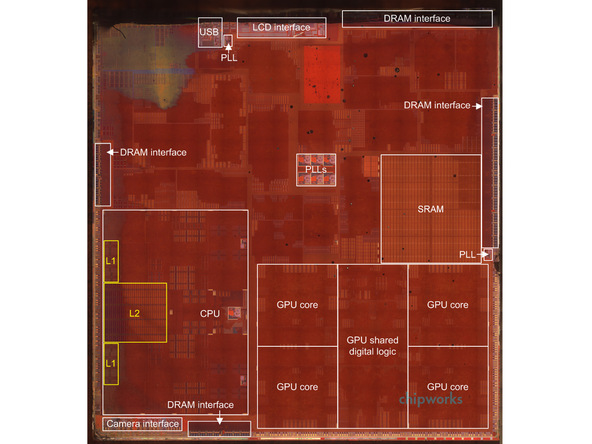 DRAM interface
USB
LCD interface
PLL
DRAM interface
DRAM interface
PLLs
SRAM
PLL
L1
L2
CPU
L1
GPU core
GPU shared
digital logic
GPU core
GPU core
GPU core
chipworks
DRAM interface
Camera interface